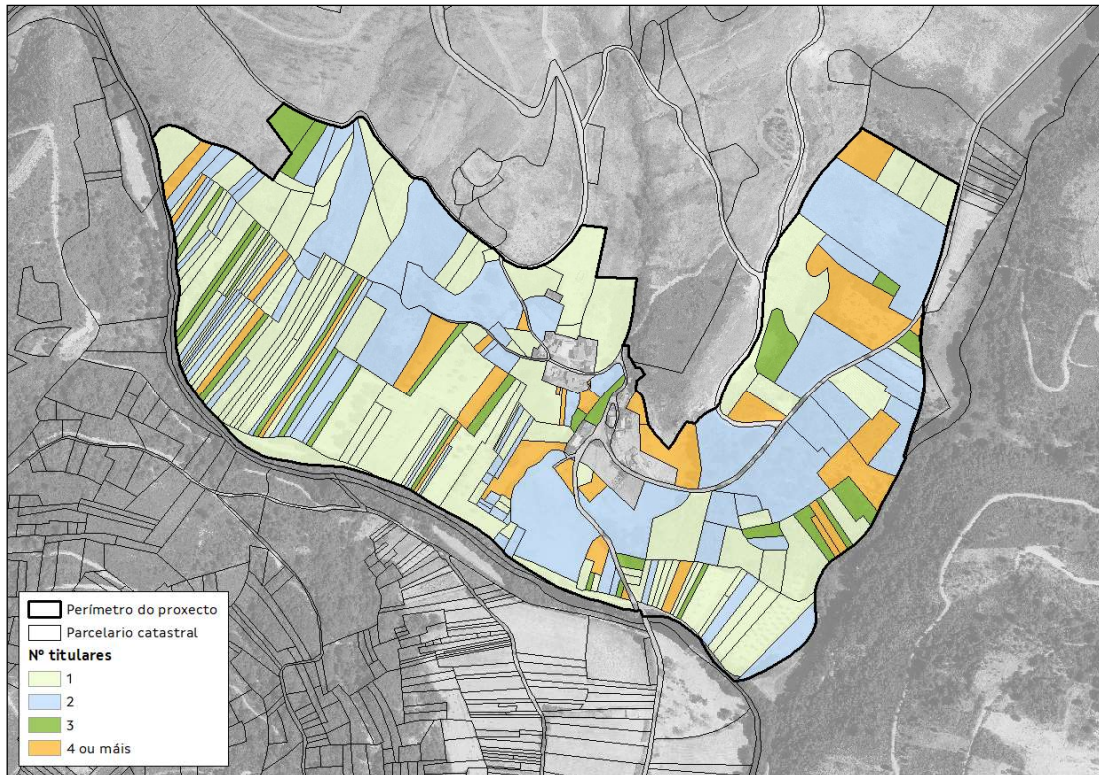 Perímetro do proxecto
Parcelario catastral
Nº titulares
1
2
3
4 ou máis